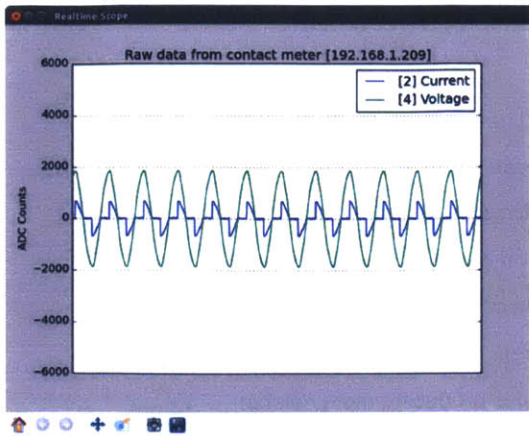 Realtime Scope
Raw data from contact meter [192.168.1.209]
[2] Current
[4] Voltage
6000
4000
2000
0
−2000
−4000
−6000
ADC Counts